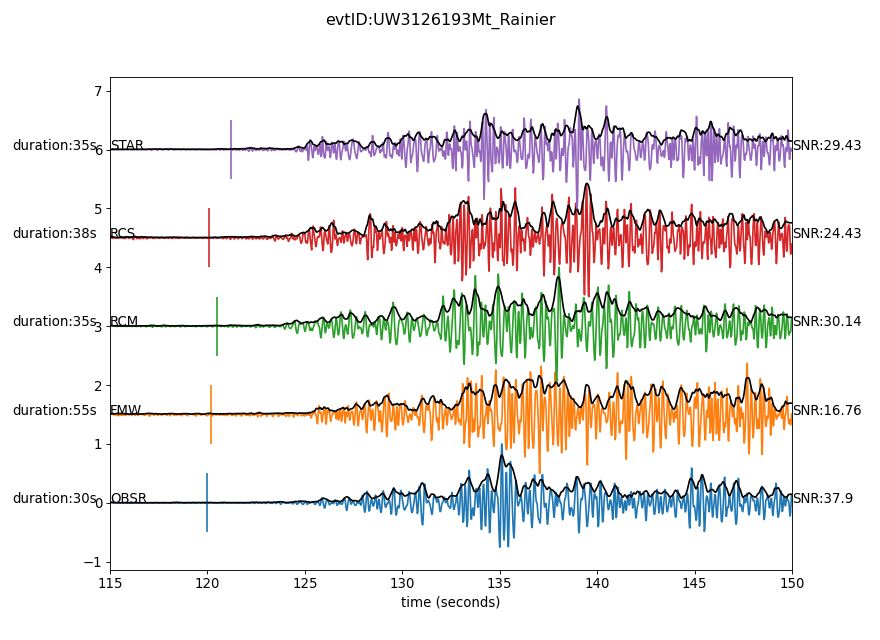 evtID:UW3126193Mt_Rainier
7
duration:35s 6 STAR SNR:29.43
5
duration:38s RCS SNR:24.43
4
duration:35s 3 RCM SNR:30.14
2
duration:55s FMW SNR:16.76
1
duration:30s 0 OBSR SNR:37.9
−1
115 120 125 130 135 140 145 150
time (seconds)